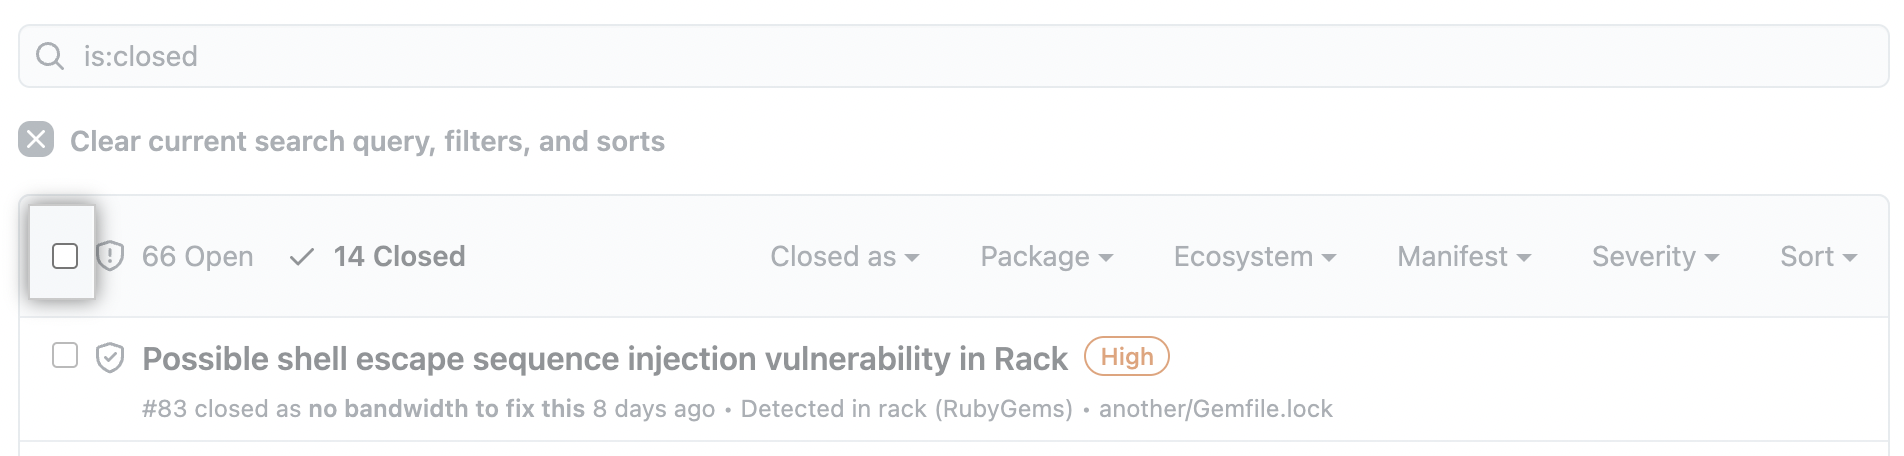 is:closed
Clear current search query, filters, and sorts
66 Open 14 Closed Closed as Package Ecosystem Manifest Severity Sort
Possible shell escape sequence injection vulnerability in Rack High
#83 closed as no bandwidth to fix this 8 days ago • Detected in rack (RubyGems) • another/Gemfile.lock